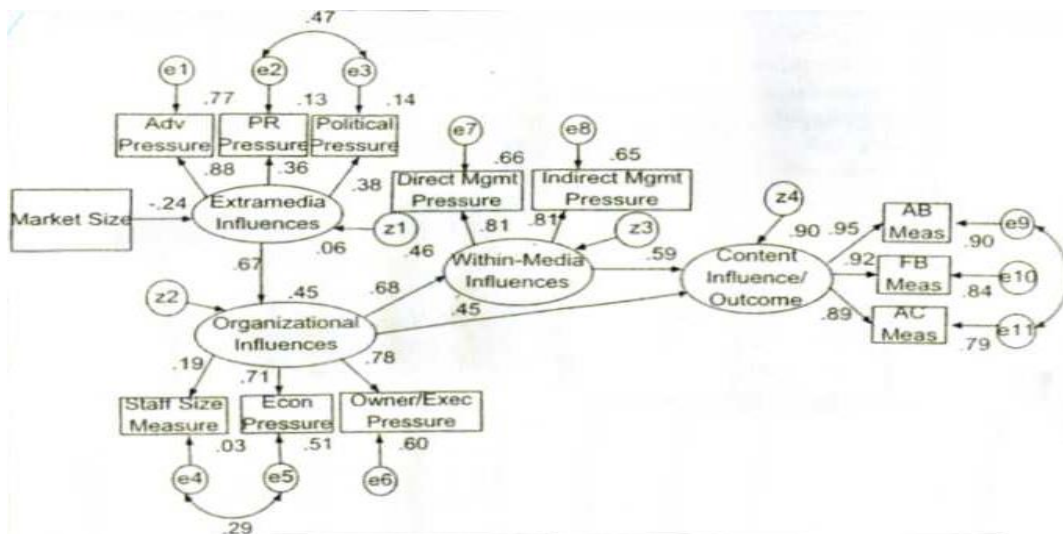 .47
e1
e2
e3
.77
.13
.14
Adv
Pressure
PR
Pressure
Political
Pressure
.88
.36
.38
Market Size
-.24
Extramedia
Influences
.06
z1
e7
e8
.66
.65
Direct Mgmt
Pressure
Indirect Mgmt
Pressure
.81
.81
z3
.46
Within-Media
Influences
.59
z4
.90
Content
Influence/
Outcome
.95
.92
.89
AB
Meas
FB
Meas
AC
Meas
.90
.84
.79
e9
e10
e11
.67
z2
.45
Organizational
Influences
.68
.45
.19
.71
.78
Staff Size
Measure
Econ
Pressure
Owner/Exec
Pressure
.03
.51
.60
e4
e5
e6
.29